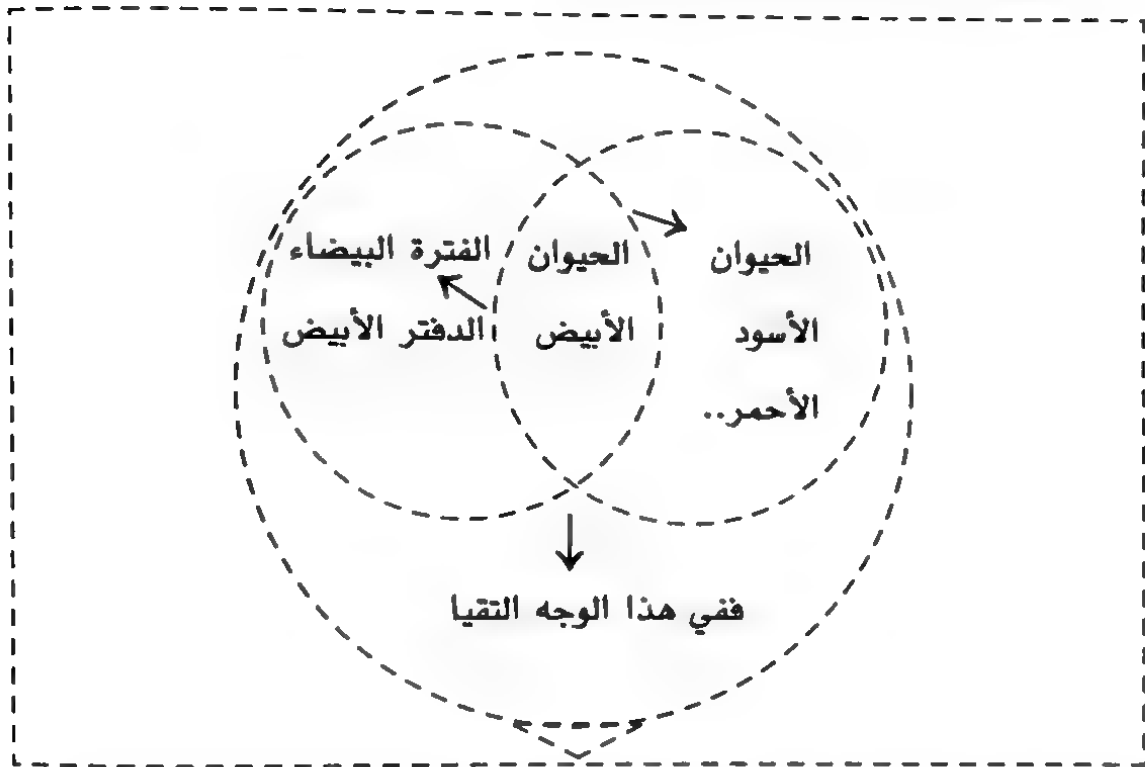 الحيوان
الأسود
الأحمر..
الحيوان
الأبيض
الفترة البيضاء
الدفتر الأبيض
ففي هذا الوجه التقيا